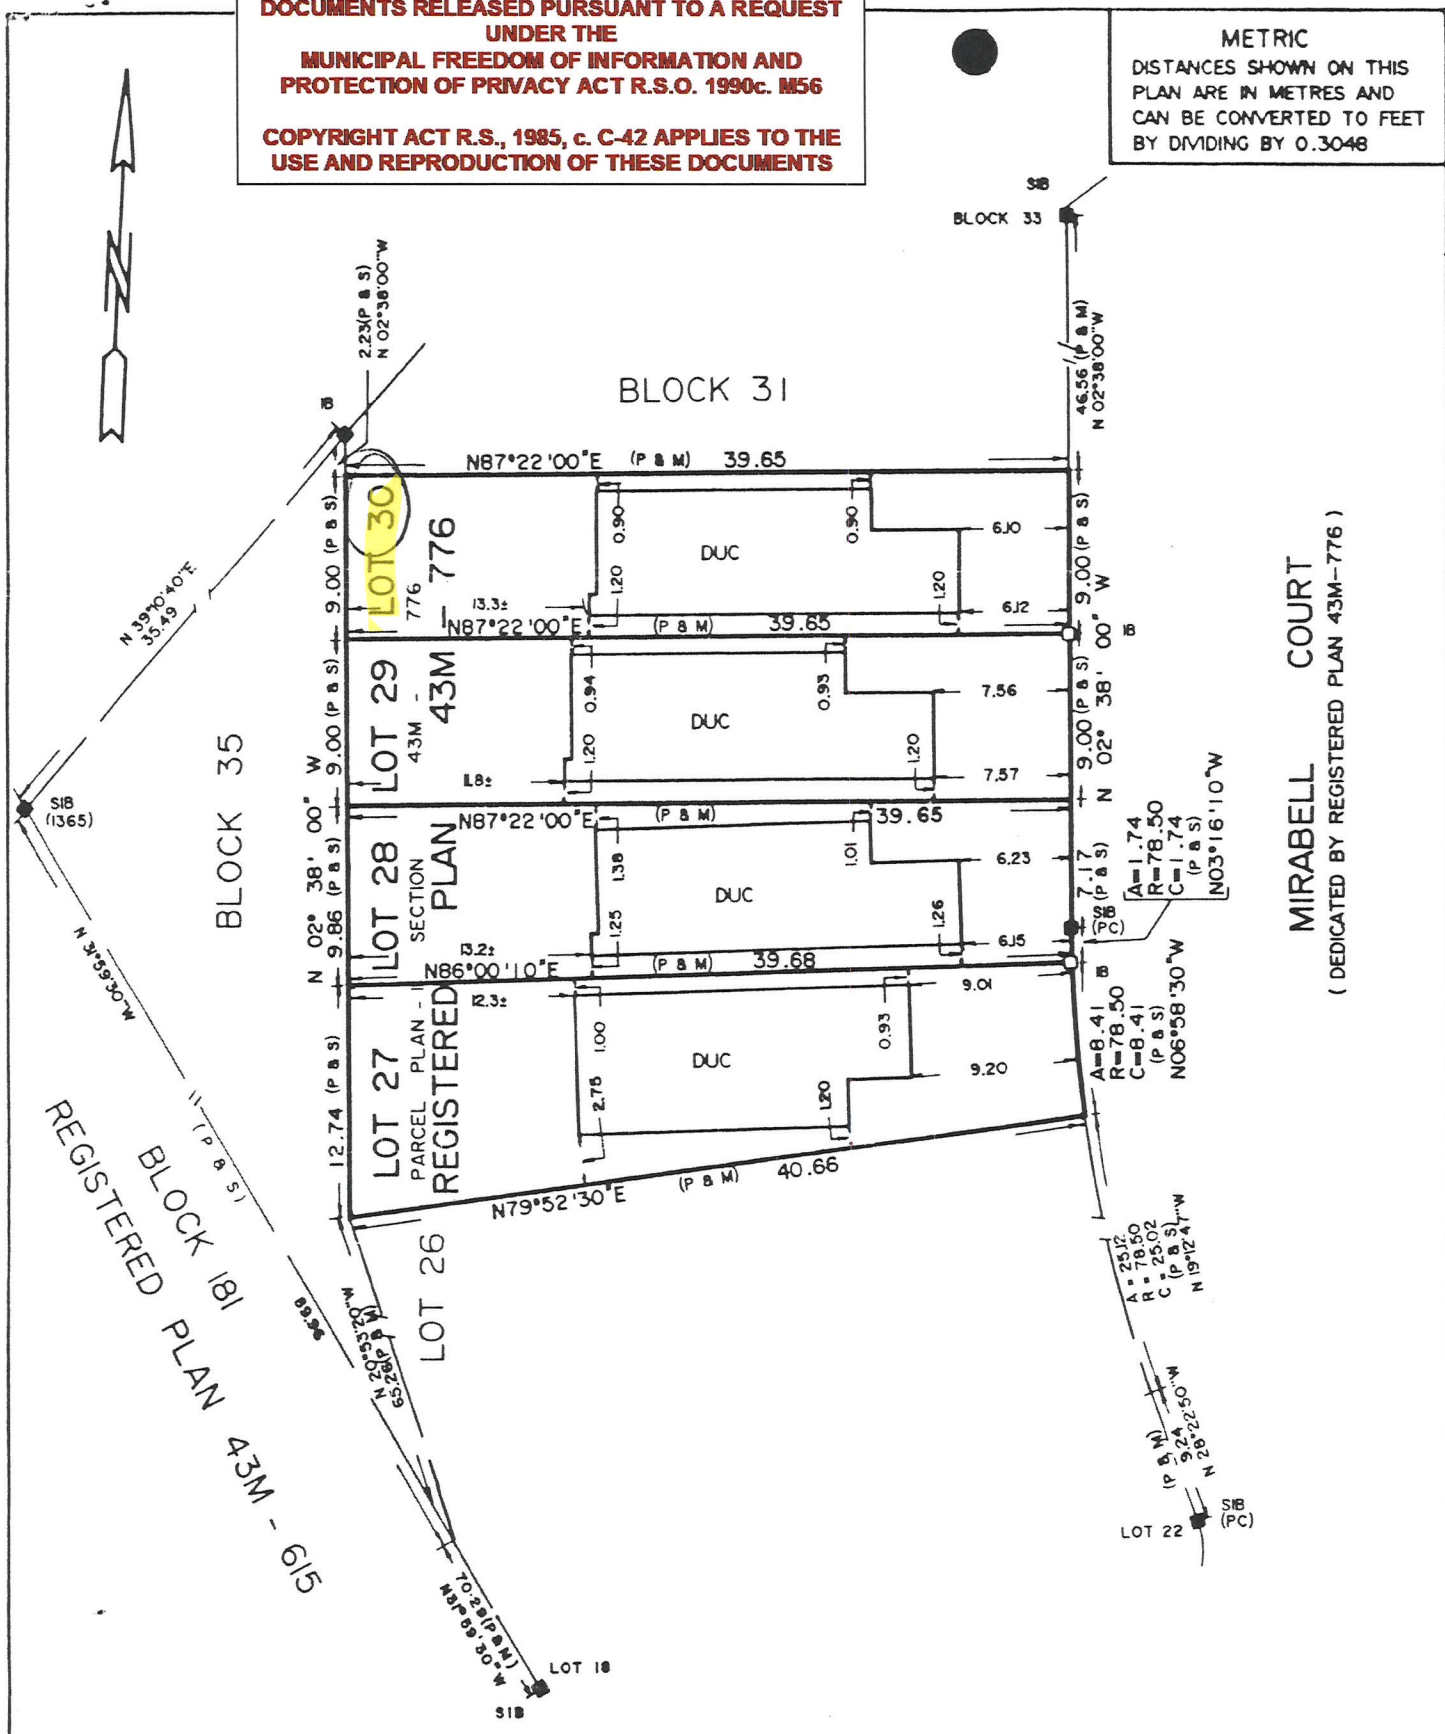 DOCUMENTS RELEASED PURSUANT TO A REQUEST
UNDER THE
MUNICIPAL FREEDOM OF INFORMATION AND
PROTECTION OF PRIVACY ACT R.S.O. 1990c. M56
COPYRIGHT ACT R.S., 1985, c. C-42 APPLIES TO THE
USE AND REPRODUCTION OF THESE DOCUMENTS
METRIC
DISTANCES SHOWN ON THIS
PLAN ARE IN METRES AND
CAN BE CONVERTED TO FEET
BY DIVIDING BY 0.3048
N
SIB
BLOCK 33
46.56 (P & M)
N 02°38'00"W
2.23(P & S)
N 02°38'00"W
IB
BLOCK 31
N87°22'00"E (P & M) 39.65
LOT 30
9.00 (P & S)
0.90
0.90
1.20
1.20
DUC
6.10
6.12
13.3±
9.00 (P & S)
N87°22'00"E (P & M) 39.65
IB
N 39°10'40"E
35.49
LOT 29
9.00 (P & S)
0.94
0.93
1.20
1.20
DUC
7.56
7.57
11.8±
9.00 (P & S)
N 02° 38' 00" W
N87°22'00"E (P & M) 39.65
SIB
(1365)
BLOCK 35
N 02° 38' 00" W
LOT 28
9.86 (P & S)
1.38
1.01
1.25
1.26
DUC
6.23
6.15
13.2±
7.17
(P & S)
SIB
(PC)
A=1.74
R=78.50
C=1.74
(P & S)
N03°16'10"W
N86°00'10"E (P & M) 39.68
IB
LOT 27
12.74 (P & S)
12.3±
1.00
0.93
2.75
1.20
DUC
9.01
9.20
A=8.41
R=78.50
C=8.41
(P & S)
N06°58'30"W
N79°52'30"E (P & M) 40.66
PARCEL PLAN - SECTION 43M - 776
REGISTERED PLAN 43M - 776
MIRABELL COURT
( DEDICATED BY REGISTERED PLAN 43M-776 )
N 31°59'30"W
(P & S)
89.96
BLOCK 181
REGISTERED PLAN 43M - 615
LOT 26
N 20°53'20"W
65.28(P & M)
A = 25.12
R = 78.50
C = 25.02
(P & S)
N 19°12'47"W
(P & M)
9.24
N 28°22'50"W
LOT 22
SIB
(PC)
70.29(P & M)
N31°59'30"W
LOT 18
SIB